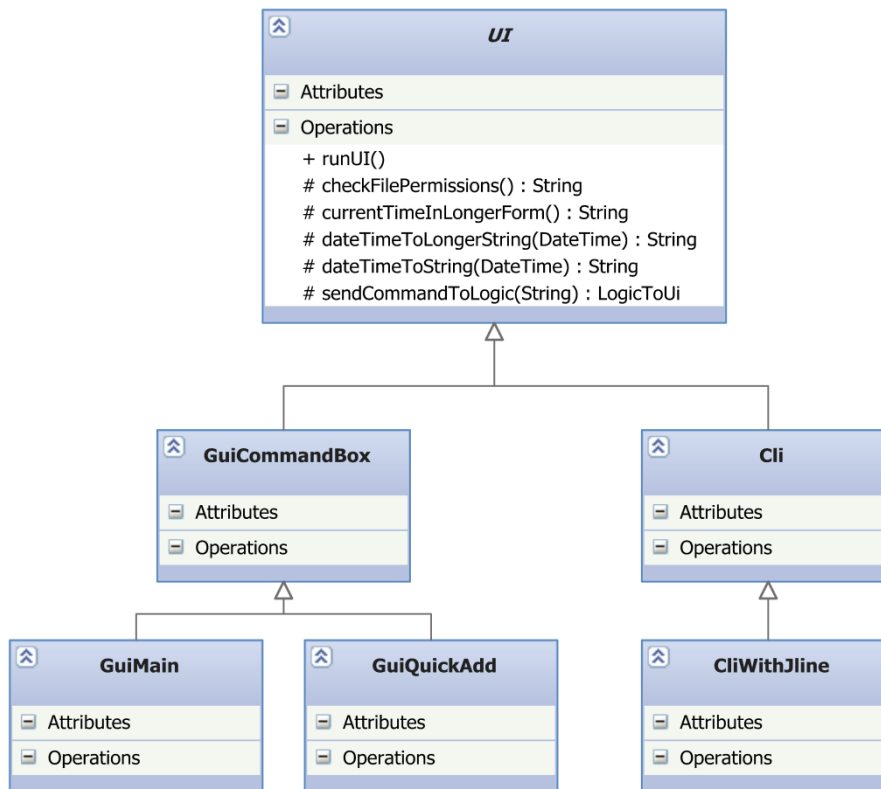 UI
Attributes
Operations
+ runUI()
# checkFilePermissions() : String
# currentTimeInLongerForm() : String
# dateTimeToLongerString(DateTime) : String
# dateTimeToString(DateTime) : String
# sendCommandToLogic(String) : LogicToUi
GuiCommandBox
Attributes
Operations
Cli
Attributes
Operations
GuiMain
Attributes
Operations
GuiQuickAdd
Attributes
Operations
CliWithJline
Attributes
Operations